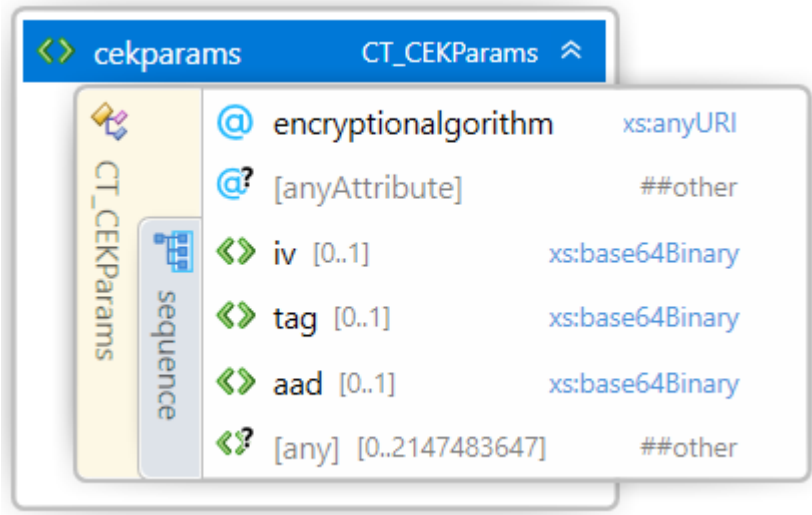 cekparams CT_CEKParams
CT_CEKParams
sequence
@ encryptionalgorithm xs:anyURI
@? [anyAttribute] ##other
iv [0..1] xs:base64Binary
tag [0..1] xs:base64Binary
aad [0..1] xs:base64Binary
? [any] [0..2147483647] ##other